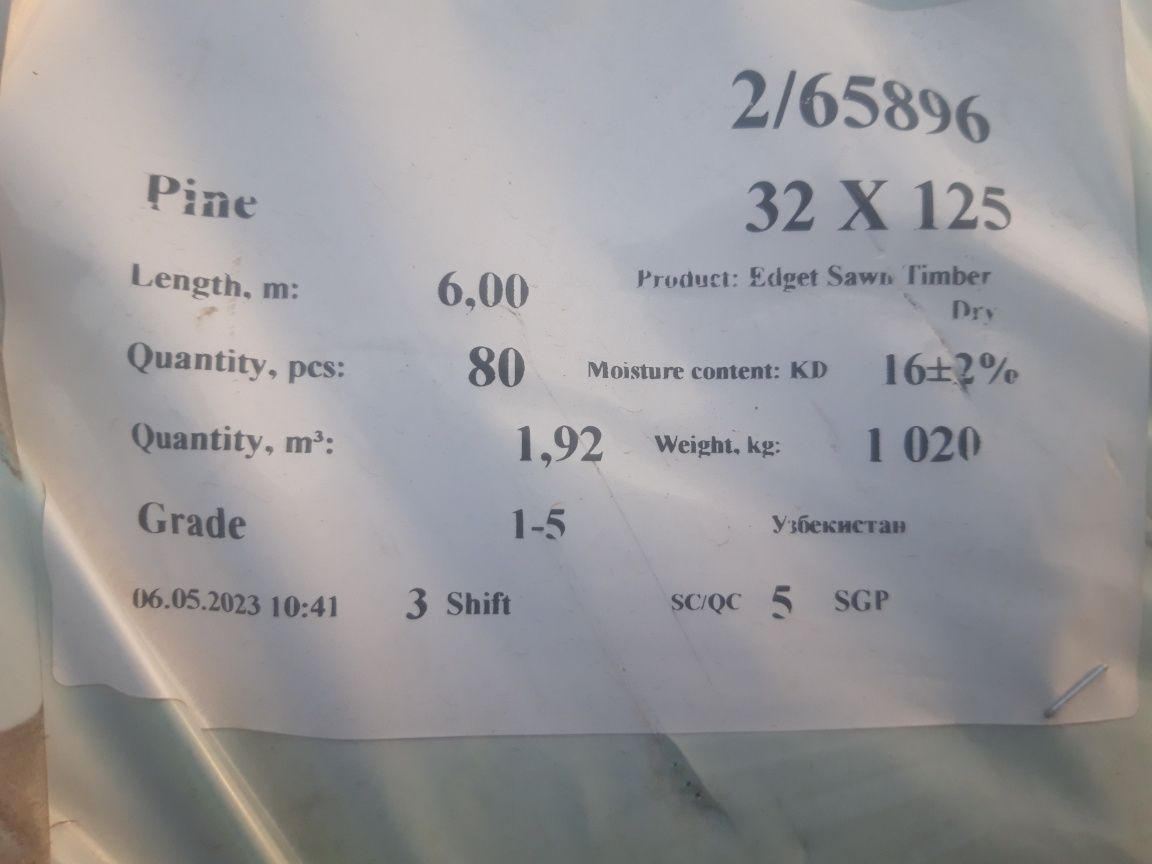 2/65896
Pine 32 X 125
Length, m: 6,00 Product: Edget Sawn Timber
Dry
Quantity, pcs: 80 Moisture content: KD 16±2%
Quantity, m³: 1,92 Weight, kg: 1 020
Grade 1-5 Узбекистан
06.05.2023 10:41 3 Shift SC/QC 5 SGP